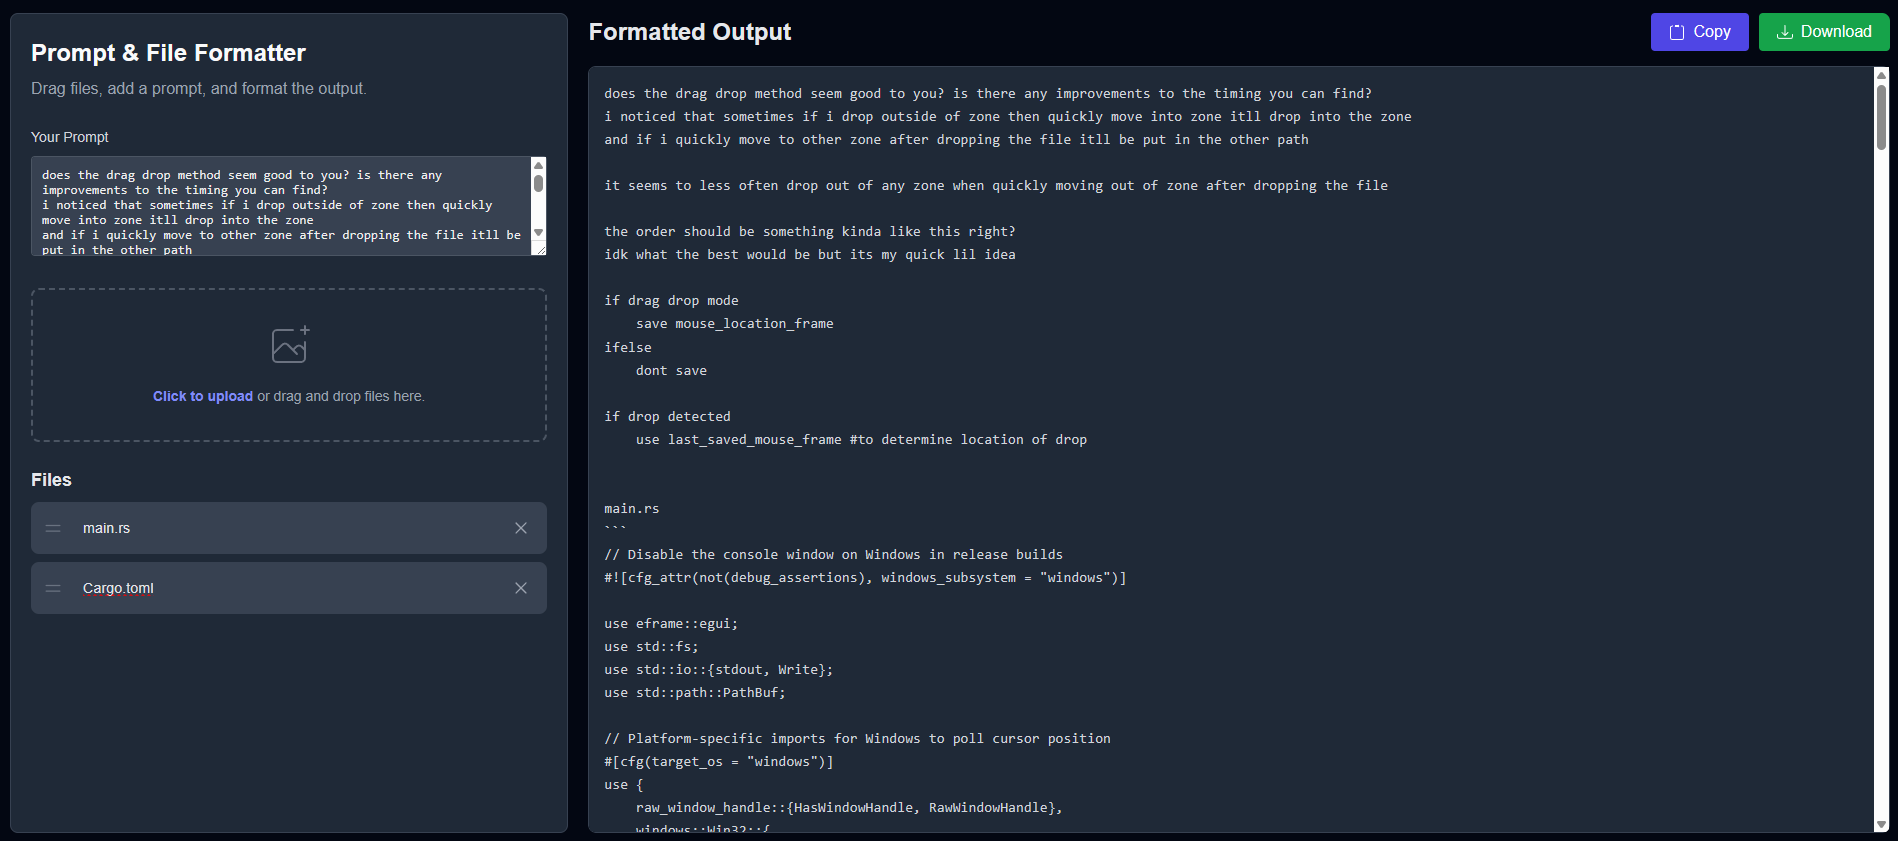 Prompt & File Formatter
Drag files, add a prompt, and format the output.
Your Prompt
does the drag drop method seem good to you? is there any
improvements to the timing you can find?
i noticed that sometimes if i drop outside of zone then quickly
move into zone itll drop into the zone
and if i quickly move to other zone after dropping the file itll be
put in the other path
Click to upload or drag and drop files here.
Files
main.rs
Cargo.toml
Formatted Output
Copy
Download
does the drag drop method seem good to you? is there any improvements to the timing you can find?
i noticed that sometimes if i drop outside of zone then quickly move into zone itll drop into the zone
and if i quickly move to other zone after dropping the file itll be put in the other path
it seems to less often drop out of any zone when quickly moving out of zone after dropping the file
the order should be something kinda like this right?
idk what the best would be but its my quick lil idea
if drag drop mode
    save mouse_location_frame
ifelse
    dont save
if drop detected
    use last_saved_mouse_frame #to determine location of drop
main.rs
```
// Disable the console window on Windows in release builds
#![cfg_attr(not(debug_assertions), windows_subsystem = "windows")]
use eframe::egui;
use std::fs;
use std::io::{stdout, Write};
use std::path::PathBuf;
// Platform-specific imports for Windows to poll cursor position
#[cfg(target_os = "windows")]
use {
    raw_window_handle::{HasWindowHandle, RawWindowHandle},
    windows::Win32::{